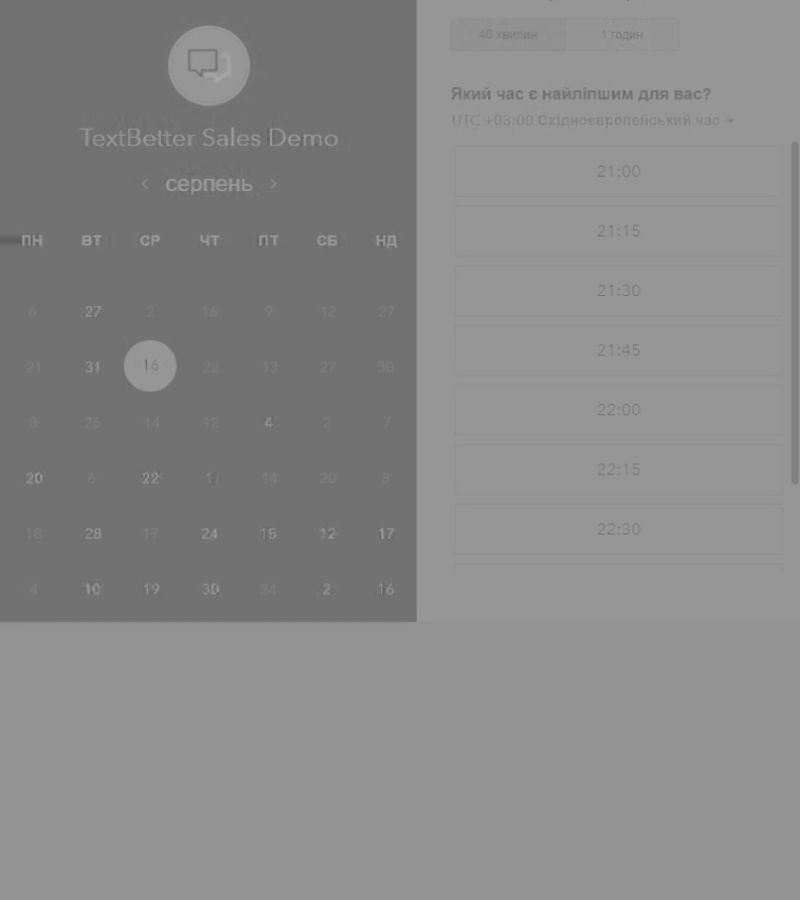 TextBetter Sales Demo
серпень
ПН ВТ СР ЧТ ПТ СБ НД
6 27 2 16 9 12 27
21 31 16 22 13 27 30
8 26 14 12 4 2 7
20 6 22 1 14 20 8
18 28 17 24 15 12 17
4 10 19 30 24 2 16
40 хвилин 1 годин
Який час є найліпшим для вас?
UTC +03:00 Східноєвропейський час
21:00
21:15
21:30
21:45
22:00
22:15
22:30